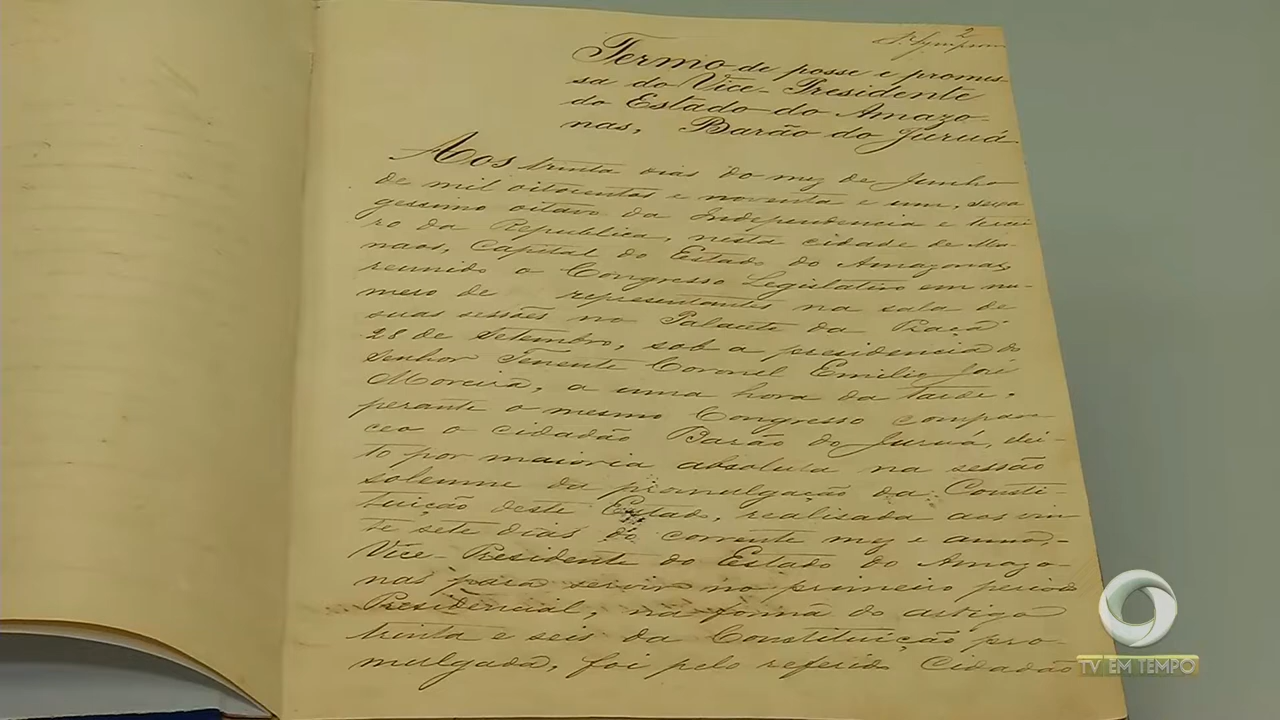 2
Termo de posse e promes-
sa do Vice-Presidente
do Estado do Amazo-
nas, Barão do Juruá
Aos trinta dias do mez de Junho
de mil oitocentos e noventa e um, sexa
gessimo oitavo da Independencia e tercei
ro da Republica, nesta cidade de Ma-
naos, Capital do Estado do Amazonas,
reunido o Congresso Legislativo em nu-
mero de representantes na sala de
suas sessões no Palacete da Praça
28 de Setembro, sob a presidencia do
Senhor Tenente Coronel Emilio José
Moreira, a uma hora da tarde,
perante o mesmo Congresso compare-
ceo o cidadão Barão do Juruá, elei-
to por maioria absoluta na sessão
solemne da promulgação da Consti-
tuição deste Estado, realisada aos vin
te sete dias do corrente mez e anno,
Vice-Presidente do Estado do Amazo-
nas para servir no primeiro periodo
Presidencial, na forma do artigo
trinta e seis da Constituição pro-
mulgada, foi pelo referido Cidadão
TV EM TEMPO